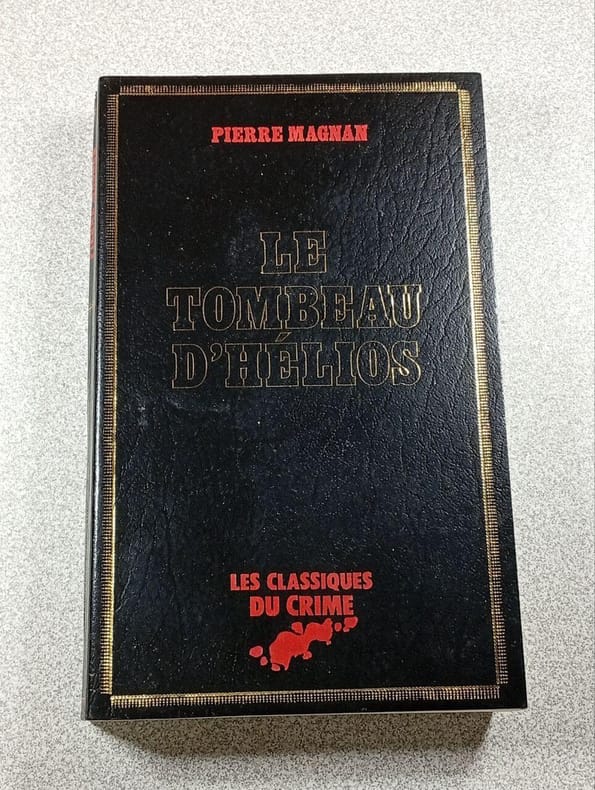 PIERRE MAGNAN
LE
TOMBEAU
D'HÉLIOS
LES CLASSIQUES
DU CRIME